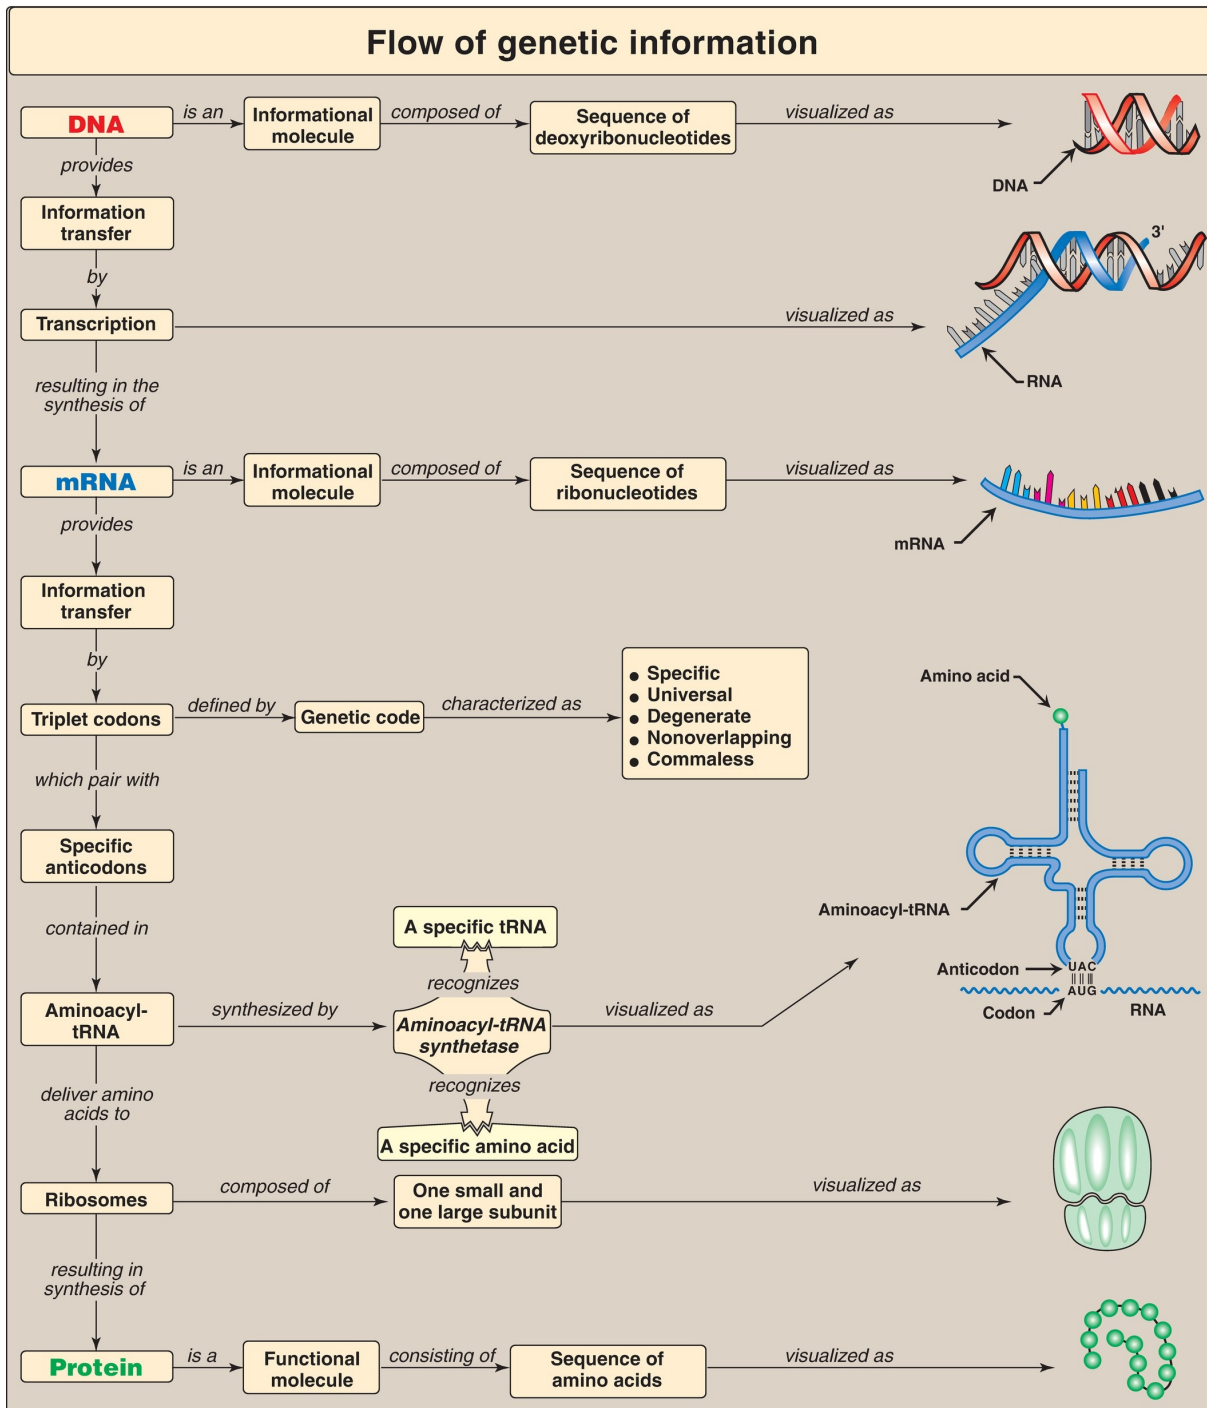 Flow of genetic information
DNA
is an
Informational
molecule
composed of
Sequence of
deoxyribonucleotides
visualized as
DNA
provides
Information
transfer
by
3'
Transcription
visualized as
RNA
resulting in the
synthesis of
mRNA
is an
Informational
molecule
composed of
Sequence of
ribonucleotides
visualized as
mRNA
provides
Information
transfer
by
Triplet codons
defined by
Genetic code
characterized as
● Specific
● Universal
● Degenerate
● Nonoverlapping
● Commaless
Amino acid
which pair with
Specific
anticodons
contained in
Aminoacyl-
tRNA
synthesized by
A specific tRNA
recognizes
Aminoacyl-tRNA
synthetase
recognizes
A specific amino acid
visualized as
Aminoacyl-tRNA
Anticodon
UAC
AUG
Codon
RNA
deliver amino
acids to
Ribosomes
composed of
One small and
one large subunit
visualized as
resulting in
synthesis of
Protein
is a
Functional
molecule
consisting of
Sequence of
amino acids
visualized as